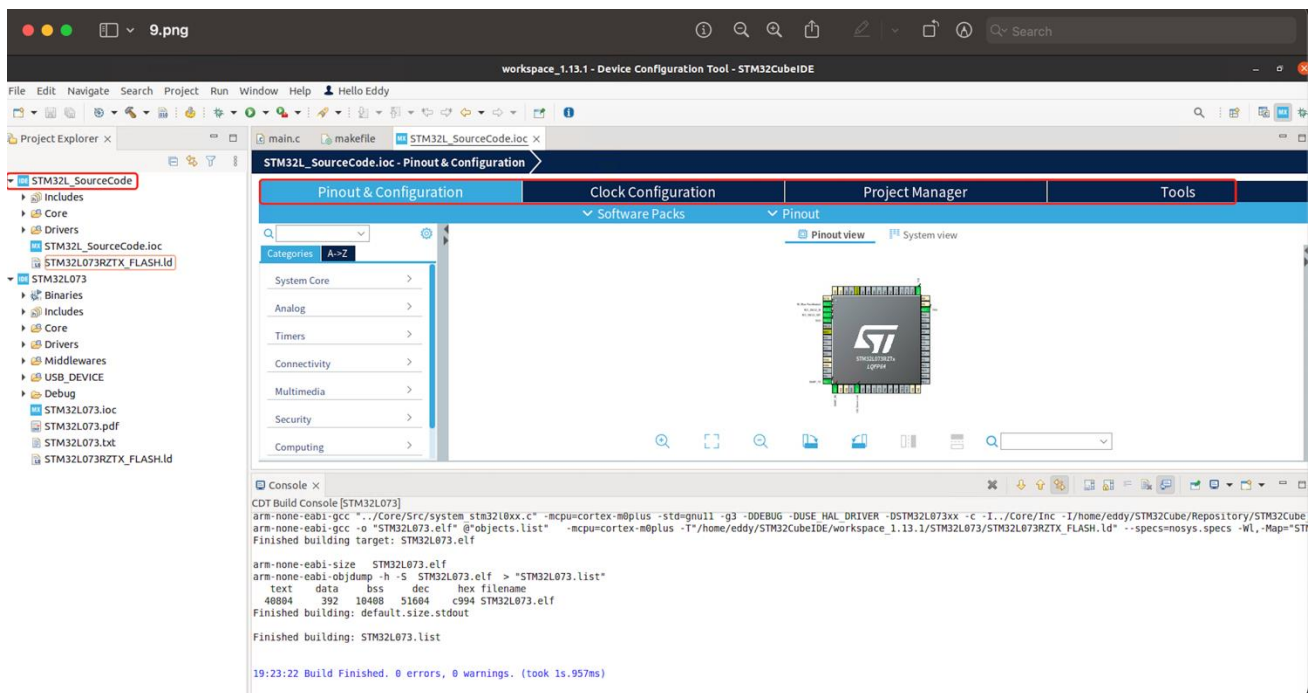 9.png
Search
workspace_1.13.1 - Device Configuration Tool - STM32CubeIDE
File Edit Navigate Search Project Run Window Help Hello Eddy
Project Explorer
main.c makefile STM32L_SourceCode.ioc
STM32L_SourceCode.ioc - Pinout & Configuration
STM32L_SourceCode
Includes
Core
Drivers
STM32L_SourceCode.ioc
STM32L073RZTX_FLASH.ld
STM32L073
Binaries
Includes
Core
Drivers
Middlewares
USB_DEVICE
Debug
STM32L073.ioc
STM32L073.pdf
STM32L073.txt
STM32L073RZTX_FLASH.ld
Pinout & Configuration Clock Configuration Project Manager Tools
Software Packs Pinout
Pinout view System view
Categories A->Z
System Core
Analog
Timers
Connectivity
Multimedia
Security
Computing
STM32L073RZTx
LQFP64
Console
CDT Build Console [STM32L073]
arm-none-eabi-gcc "../Core/Src/system_stm32l0xx.c" -mcpu=cortex-m0plus -std=gnu11 -g3 -DDEBUG -DUSE_HAL_DRIVER -DSTM32L073xx -c -I../Core/Inc -I/home/eddy/STM32Cube/Repository/STM32Cube
arm-none-eabi-gcc -o "STM32L073.elf" @"objects.list" -mcpu=cortex-m0plus -T"/home/eddy/STM32CubeIDE/workspace_1.13.1/STM32L073/STM32L073RZTX_FLASH.ld" --specs=nosys.specs -Wl,-Map="STM
Finished building target: STM32L073.elf
arm-none-eabi-size STM32L073.elf
arm-none-eabi-objdump -h -S STM32L073.elf > "STM32L073.list"
text data bss dec hex filename
40804 392 10408 51604 c994 STM32L073.elf
Finished building: default.size.stdout
Finished building: STM32L073.list
19:23:22 Build Finished. 0 errors, 0 warnings. (took 1s.957ms)